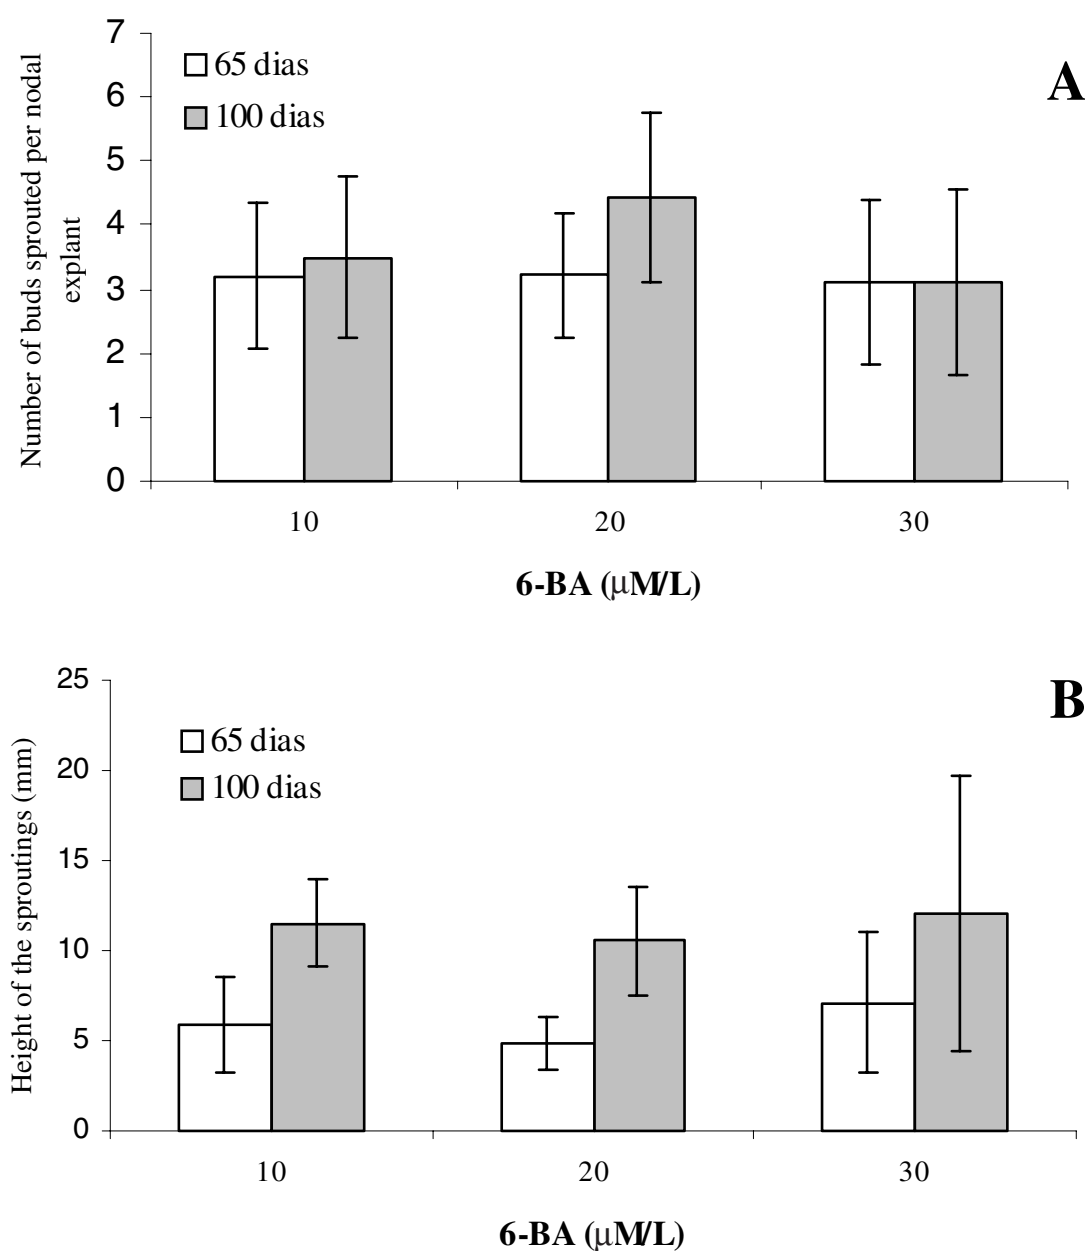 A
Number of buds sprouted per nodal
explant
7
6
5
4
3
2
1
0
65 dias
100 dias
10
20
30
6-BA (μM/L)
B
Height of the sproutings (mm)
25
20
15
10
5
0
65 dias
100 dias
10
20
30
6-BA (μM/L)